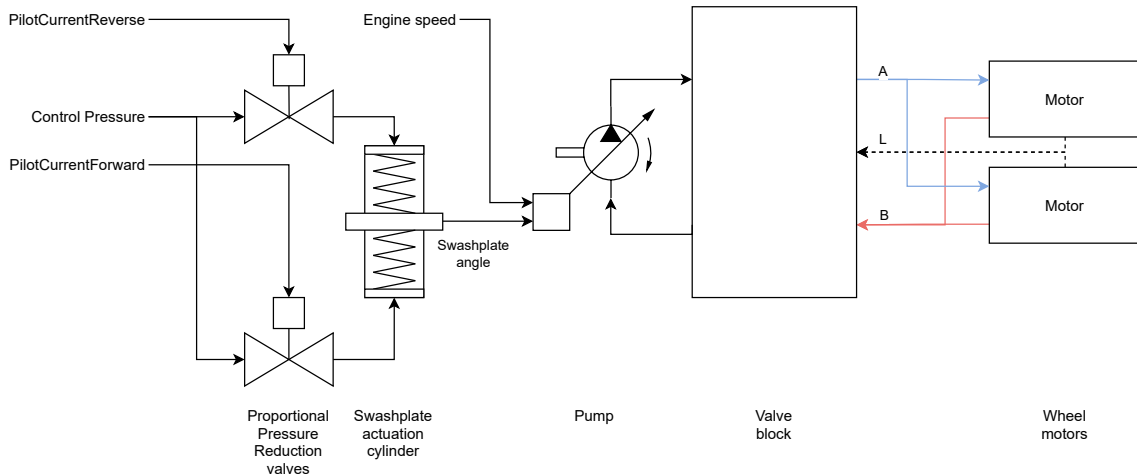 PilotCurrentReverse
Engine speed
A
Motor
Control Pressure
L
PilotCurrentForward
Motor
B
Swashplate
angle
Proportional
Pressure
Reduction
valves
Swashplate
actuation
cylinder
Pump
Valve
block
Wheel
motors